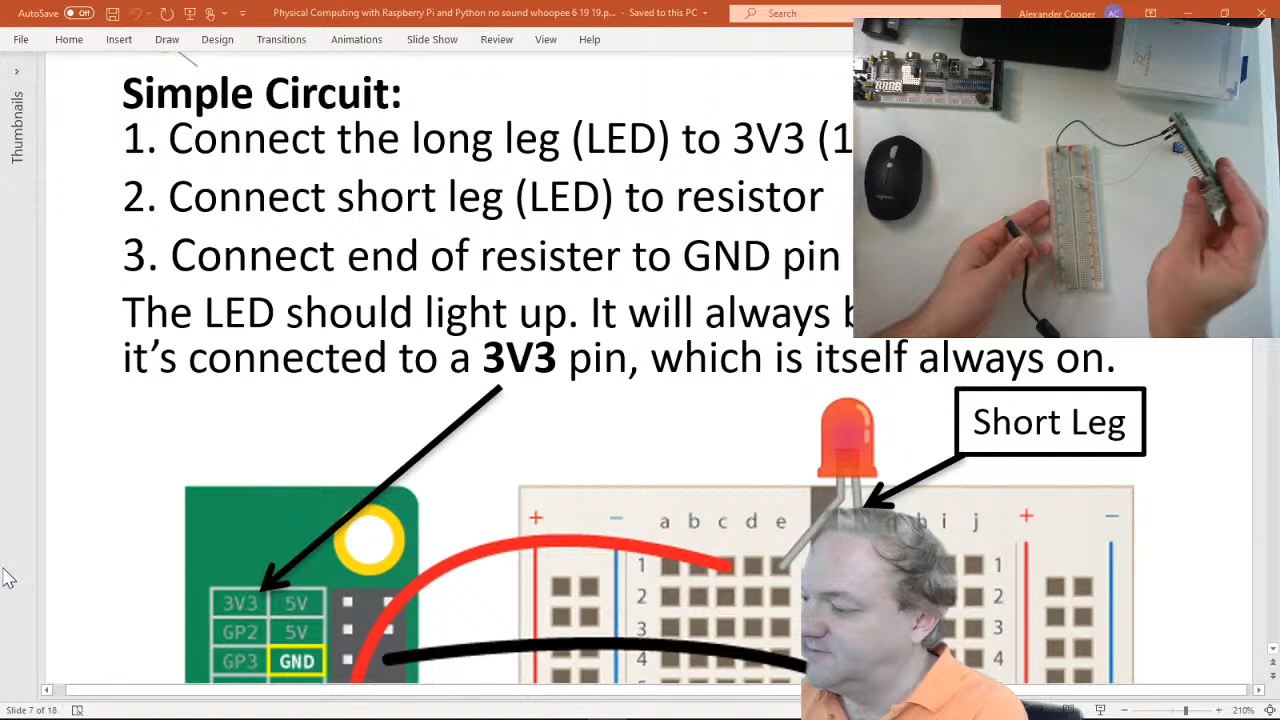 AutoSave
Off
Physical Computing with Raspberry Pi and Python no sound whoopee 6 19 19.p... - Saved to this PC
Search
Alexander Cooper
AC
File
Home
Insert
Draw
Design
Transitions
Animations
Slide Show
Review
View
Help
Thumbnails
Simple Circuit:
1. Connect the long leg (LED) to 3V3 (1
2. Connect short leg (LED) to resistor
3. Connect end of resister to GND pin
The LED should light up. It will always b
it's connected to a 3V3 pin, which is itself always on.
Short Leg
+ − a b c d e h i j + −
1 1
2 2
3 3
4 4
3V3 5V
GP2 5V
GP3 GND
Slide 7 of 18
210%